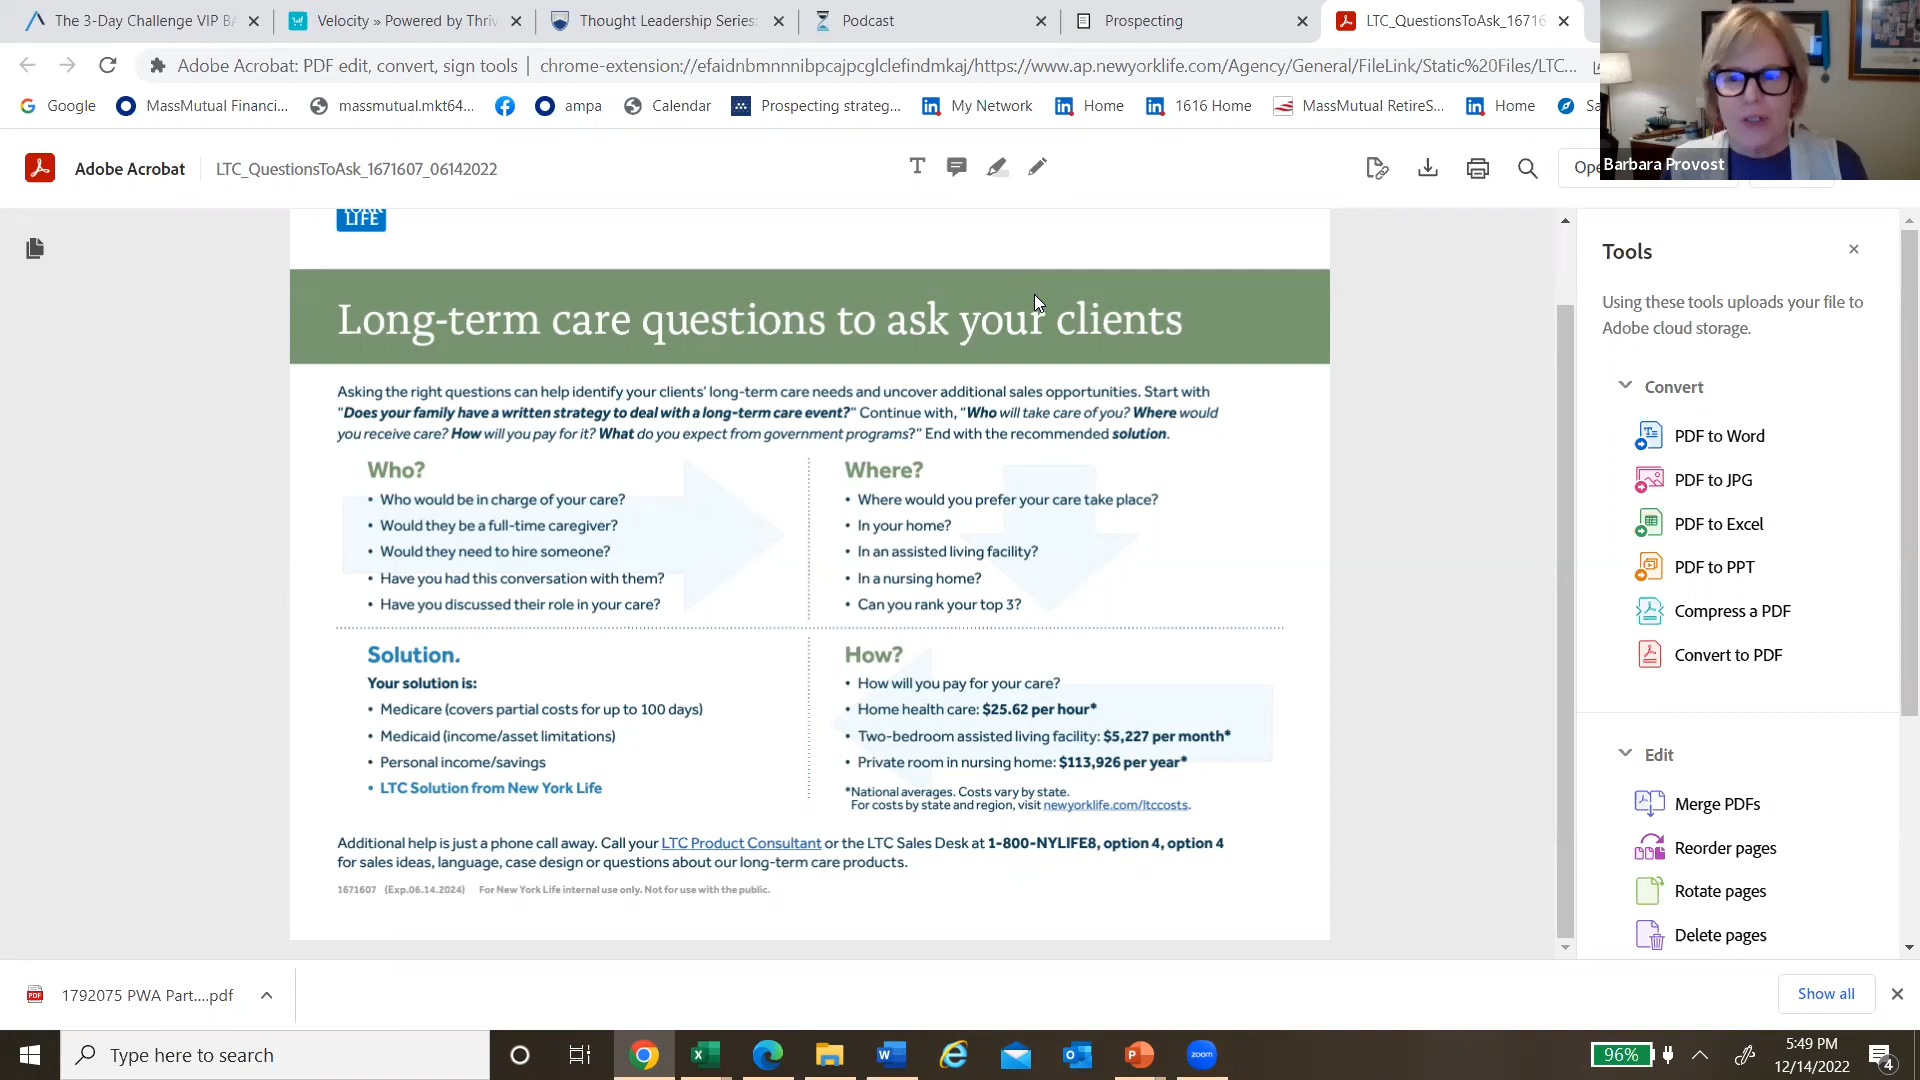 The 3-Day Challenge VIP BA
Velocity » Powered by Thriv
Thought Leadership Series:
Podcast
Prospecting
LTC_QuestionsToAsk_16716
Adobe Acrobat: PDF edit, convert, sign tools
chrome-extension://efaidnbmnnnibpcajpcglclefindmkaj/https://www.ap.newyorklife.com/Agency/General/FileLink/Static%20Files/LTC...
Google
MassMutual Financi...
massmutual.mkt64...
ampa
Calendar
Prospecting strateg...
My Network
Home
1616 Home
MassMutual RetireS...
Home
Sa
Barbara Provost
Adobe Acrobat
LTC_QuestionsToAsk_1671607_06142022
Ope
LIFE
Long-term care questions to ask your clients
Asking the right questions can help identify your clients' long-term care needs and uncover additional sales opportunities. Start with
"Does your family have a written strategy to deal with a long-term care event?" Continue with, "Who will take care of you? Where would
you receive care? How will you pay for it? What do you expect from government programs?" End with the recommended solution.
Who?
• Who would be in charge of your care?
• Would they be a full-time caregiver?
• Would they need to hire someone?
• Have you had this conversation with them?
• Have you discussed their role in your care?
Where?
• Where would you prefer your care take place?
• In your home?
• In an assisted living facility?
• In a nursing home?
• Can you rank your top 3?
Solution.
Your solution is:
• Medicare (covers partial costs for up to 100 days)
• Medicaid (income/asset limitations)
• Personal income/savings
• LTC Solution from New York Life
How?
• How will you pay for your care?
• Home health care: $25.62 per hour*
• Two-bedroom assisted living facility: $5,227 per month*
• Private room in nursing home: $113,926 per year*
*National averages. Costs vary by state.
For costs by state and region, visit newyorklife.com/ltccosts.
Additional help is just a phone call away. Call your LTC Product Consultant or the LTC Sales Desk at 1-800-NYLIFE8, option 4, option 4
for sales ideas, language, case design or questions about our long-term care products.
1671607 (Exp.06.14.2024) For New York Life internal use only. Not for use with the public.
Tools
Using these tools uploads your file to
Adobe cloud storage.
Convert
PDF to Word
PDF to JPG
PDF to Excel
PDF to PPT
Compress a PDF
Convert to PDF
Edit
Merge PDFs
Reorder pages
Rotate pages
Delete pages
1792075 PWA Part....pdf
Show all
Type here to search
zoom
96%
5:49 PM
12/14/2022
4